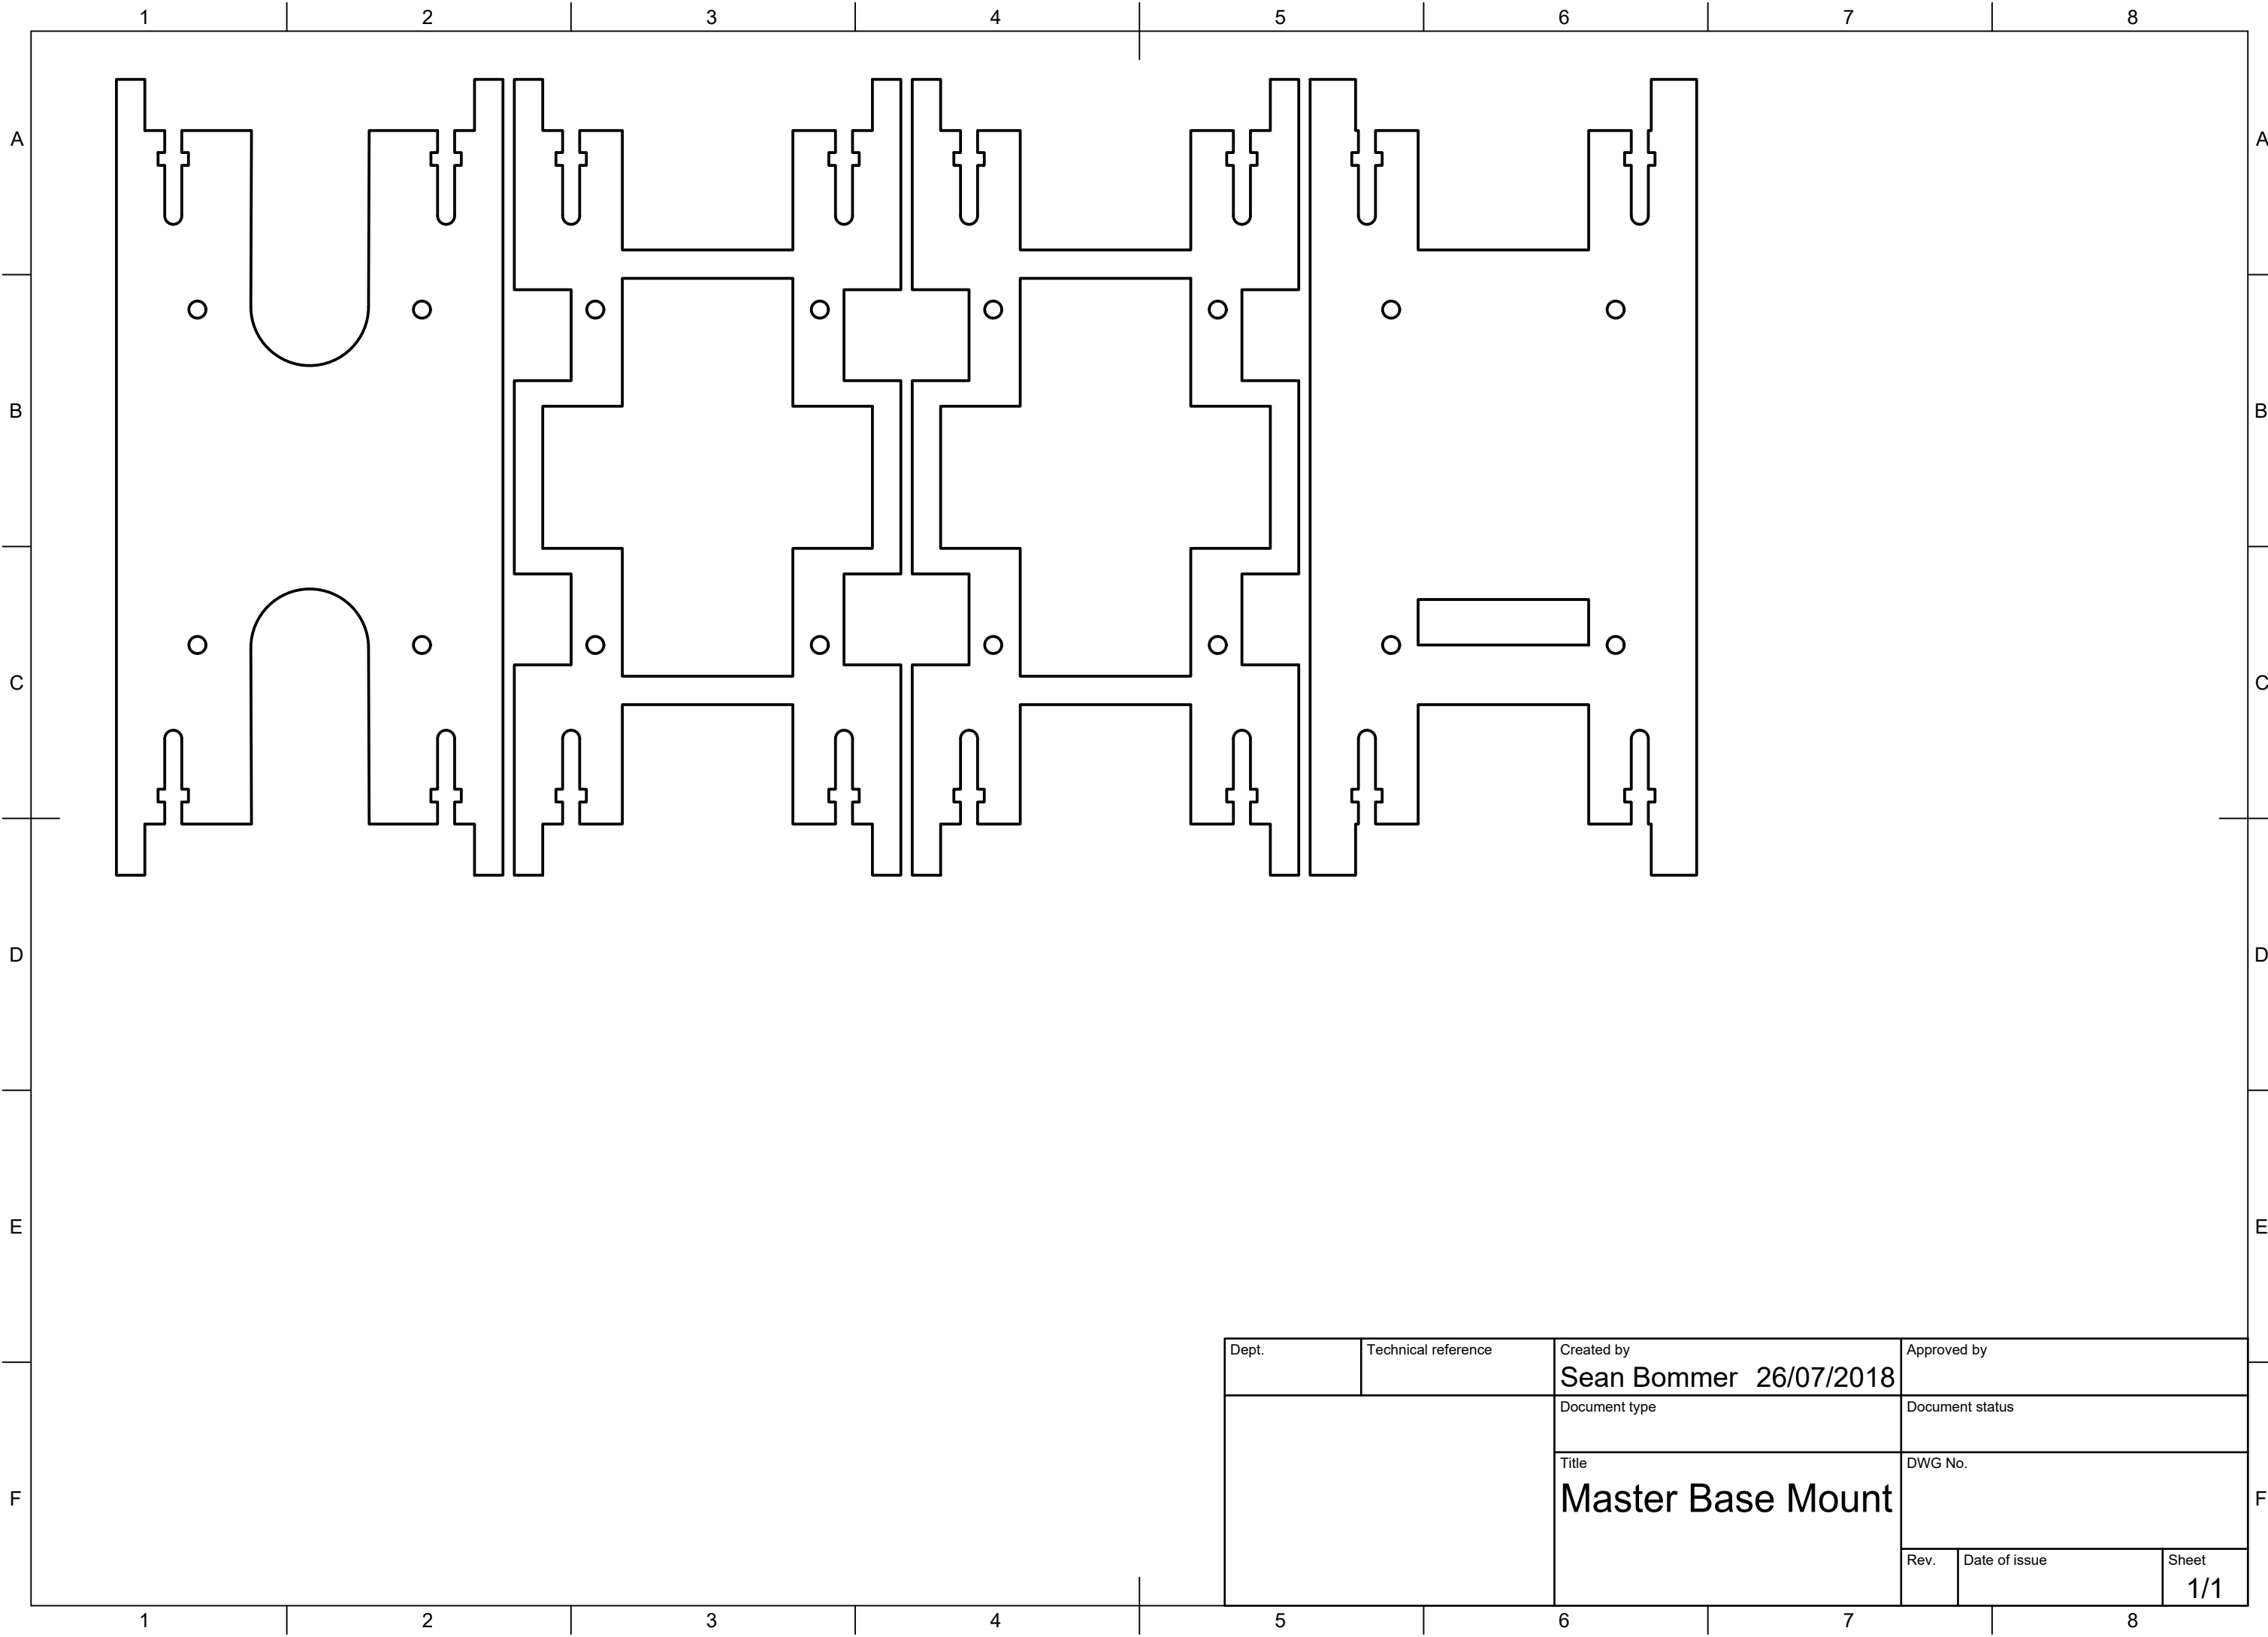 1 2 3 4 5 6 7 8
A A
B B
C C
D D
E E
Dept. Technical reference Created by Approved by
Sean Bommer 26/07/2018
Document type Document status
Title DWG No.
Master Base Mount
F F
Rev. Date of issue Sheet
1/1
1 2 3 4 5 6 7 8